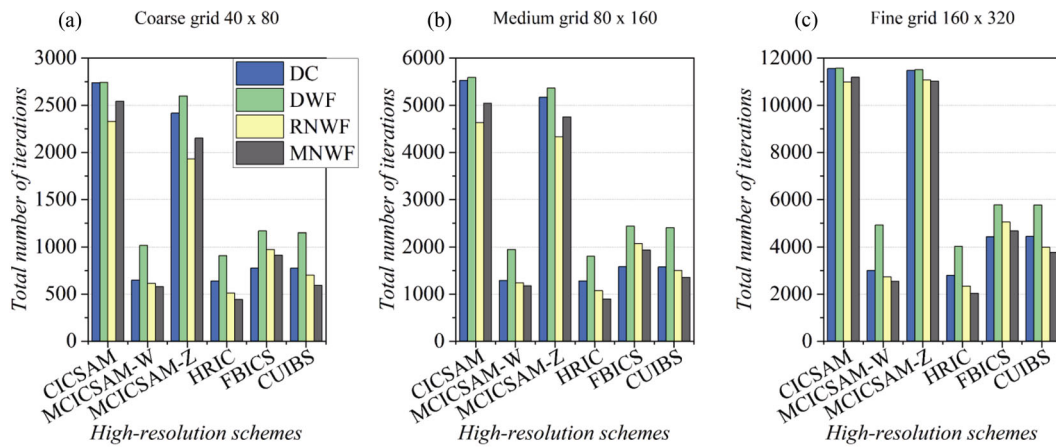 (a) Coarse grid 40 x 80
Total number of iterations
3000
2500
2000
1500
1000
500
0
DC
DWF
RNWF
MNWF
CICSAM
MCICSAM-W
MCICSAM-Z
HRIC
FBICS
CUIBS
High-resolution schemes
(b) Medium grid 80 x 160
Total number of iterations
6000
5000
4000
3000
2000
1000
0
CICSAM
MCICSAM-W
MCICSAM-Z
HRIC
FBICS
CUIBS
High-resolution schemes
(c) Fine grid 160 x 320
Total number of iterations
12000
10000
8000
6000
4000
2000
0
CICSAM
MCICSAM-W
MCICSAM-Z
HRIC
FBICS
CUIBS
High-resolution schemes